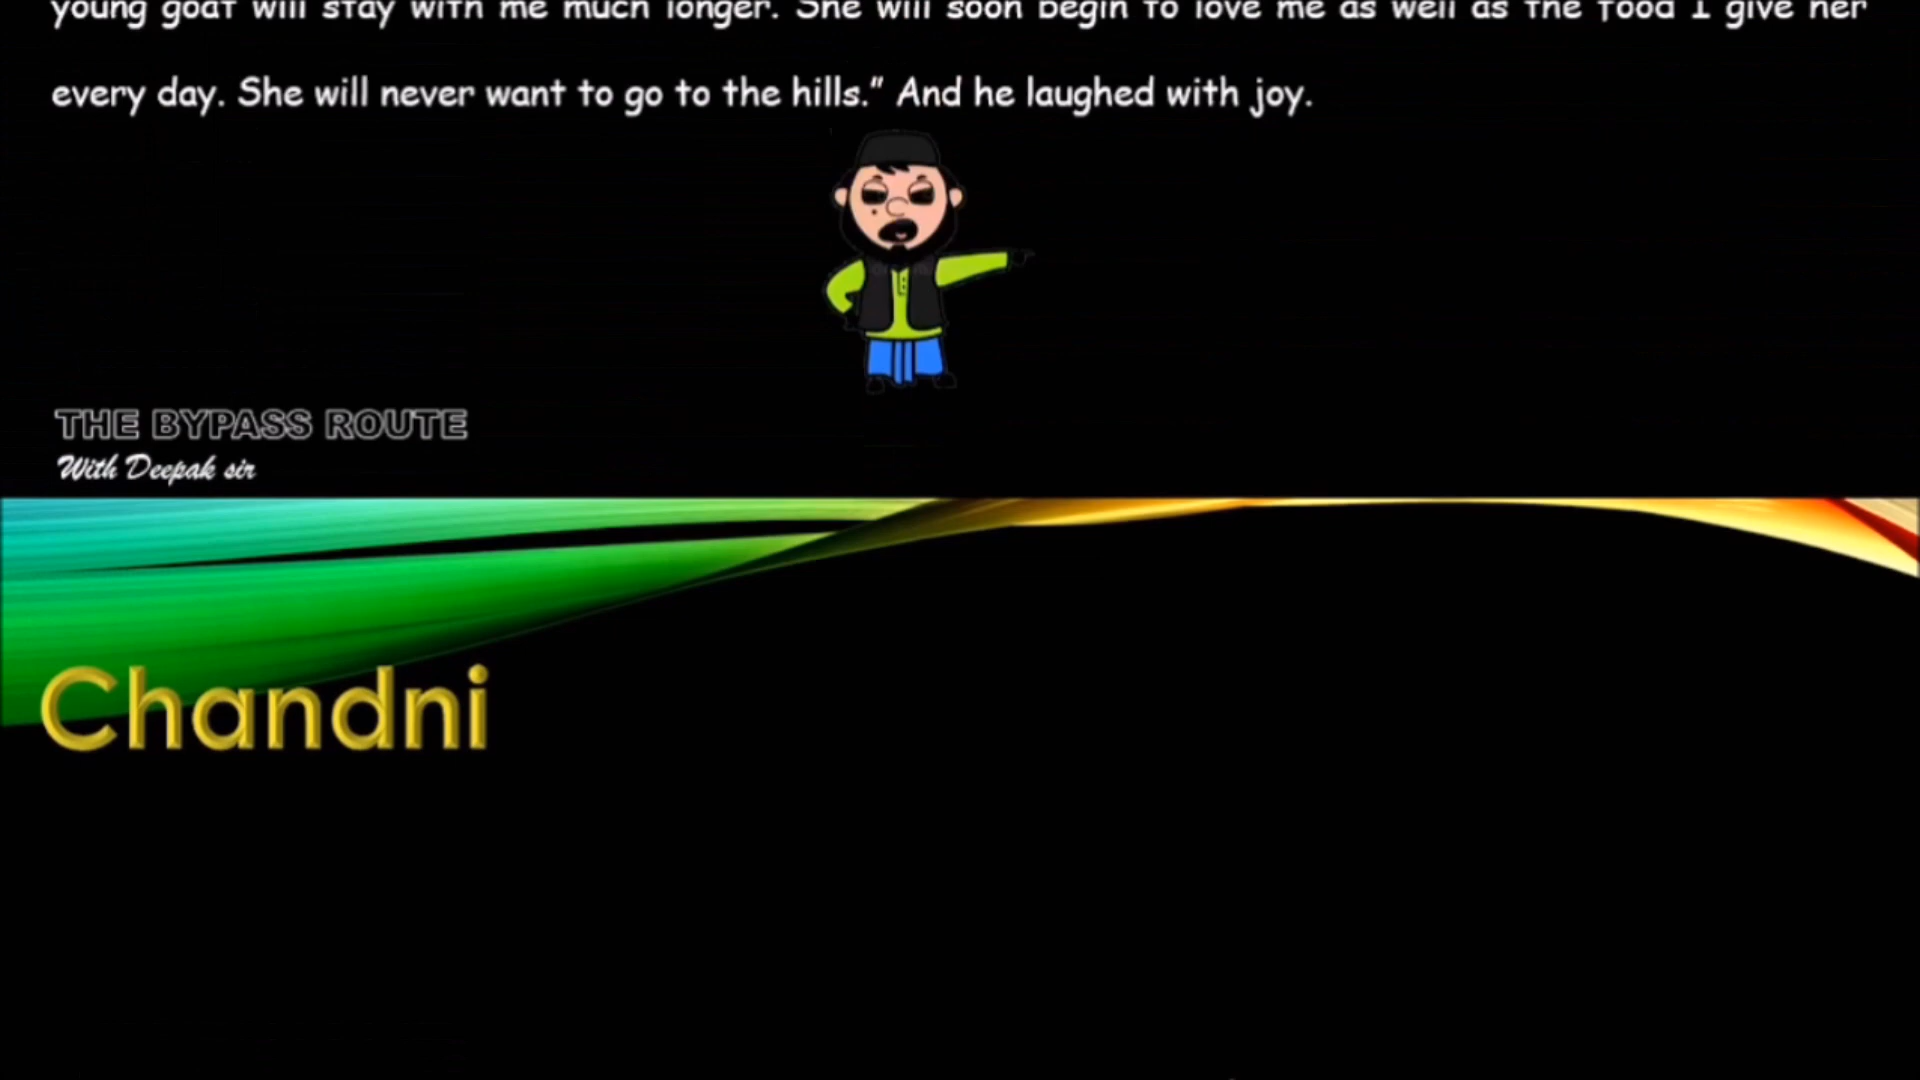 young goat will stay with me much longer. She will soon begin to love me as well as the food I give her
every day. She will never want to go to the hills.” And he laughed with joy.
THE BYPASS ROUTE
With Deepak sir
Chandni